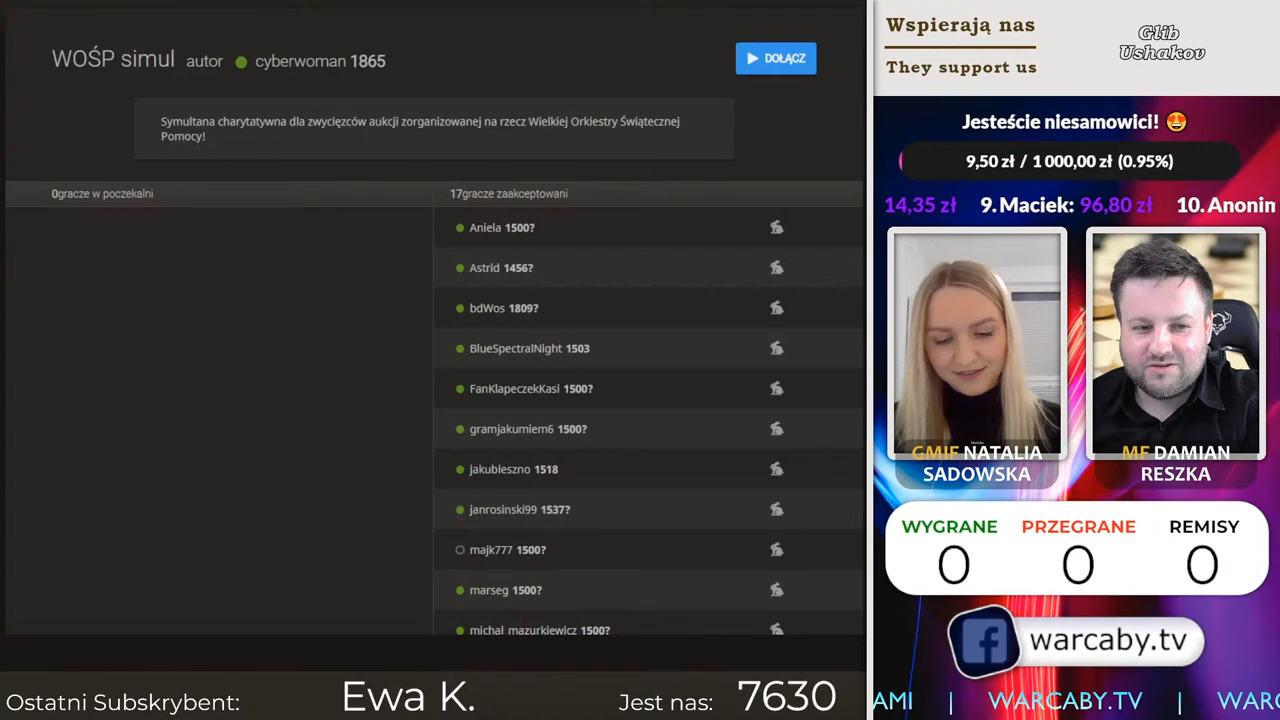 WOŚP simul autor cyberwoman 1865
DOŁĄCZ
Symultana charytatywna dla zwycięzców aukcji zorganizowanej na rzecz Wielkiej Orkiestry Świątecznej
Pomocy!
0gracze w poczekalni
17gracze zaakceptowani
Aniela 1500?
Astrid 1456?
bdWos 1809?
BlueSpectralNight 1503
FanKlapeczekKasi 1500?
gramjakumiem6 1500?
jakubleszno 1518
janrosinski99 1537?
majk777 1500?
marseg 1500?
michal_mazurkiewicz 1500?
Wspierają nas
They support us
Glib
Ushakov
Jesteście niesamowici! 🤩
9,50 zł / 1 000,00 zł (0.95%)
14,35 zł 9. Maciek: 96,80 zł 10. Anonim
GMIF NATALIA
SADOWSKA
MF DAMIAN
RESZKA
WYGRANE PRZEGRANE REMISY
0 0 0
warcaby.tv
Ostatni Subskrybent: Ewa K. Jest nas: 7630
AMI | WARCABY.TV | WAR